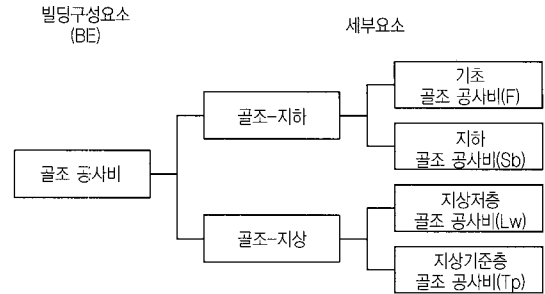 빌딩구성요소
(BE)
세부요소
기초
골조 공사비(F)
골조-지하
지하
골조 공사비(Sb)
골조 공사비
지상저층
골조 공사비(Lw)
골조-지상
지상기준층
골조 공사비(Tp)